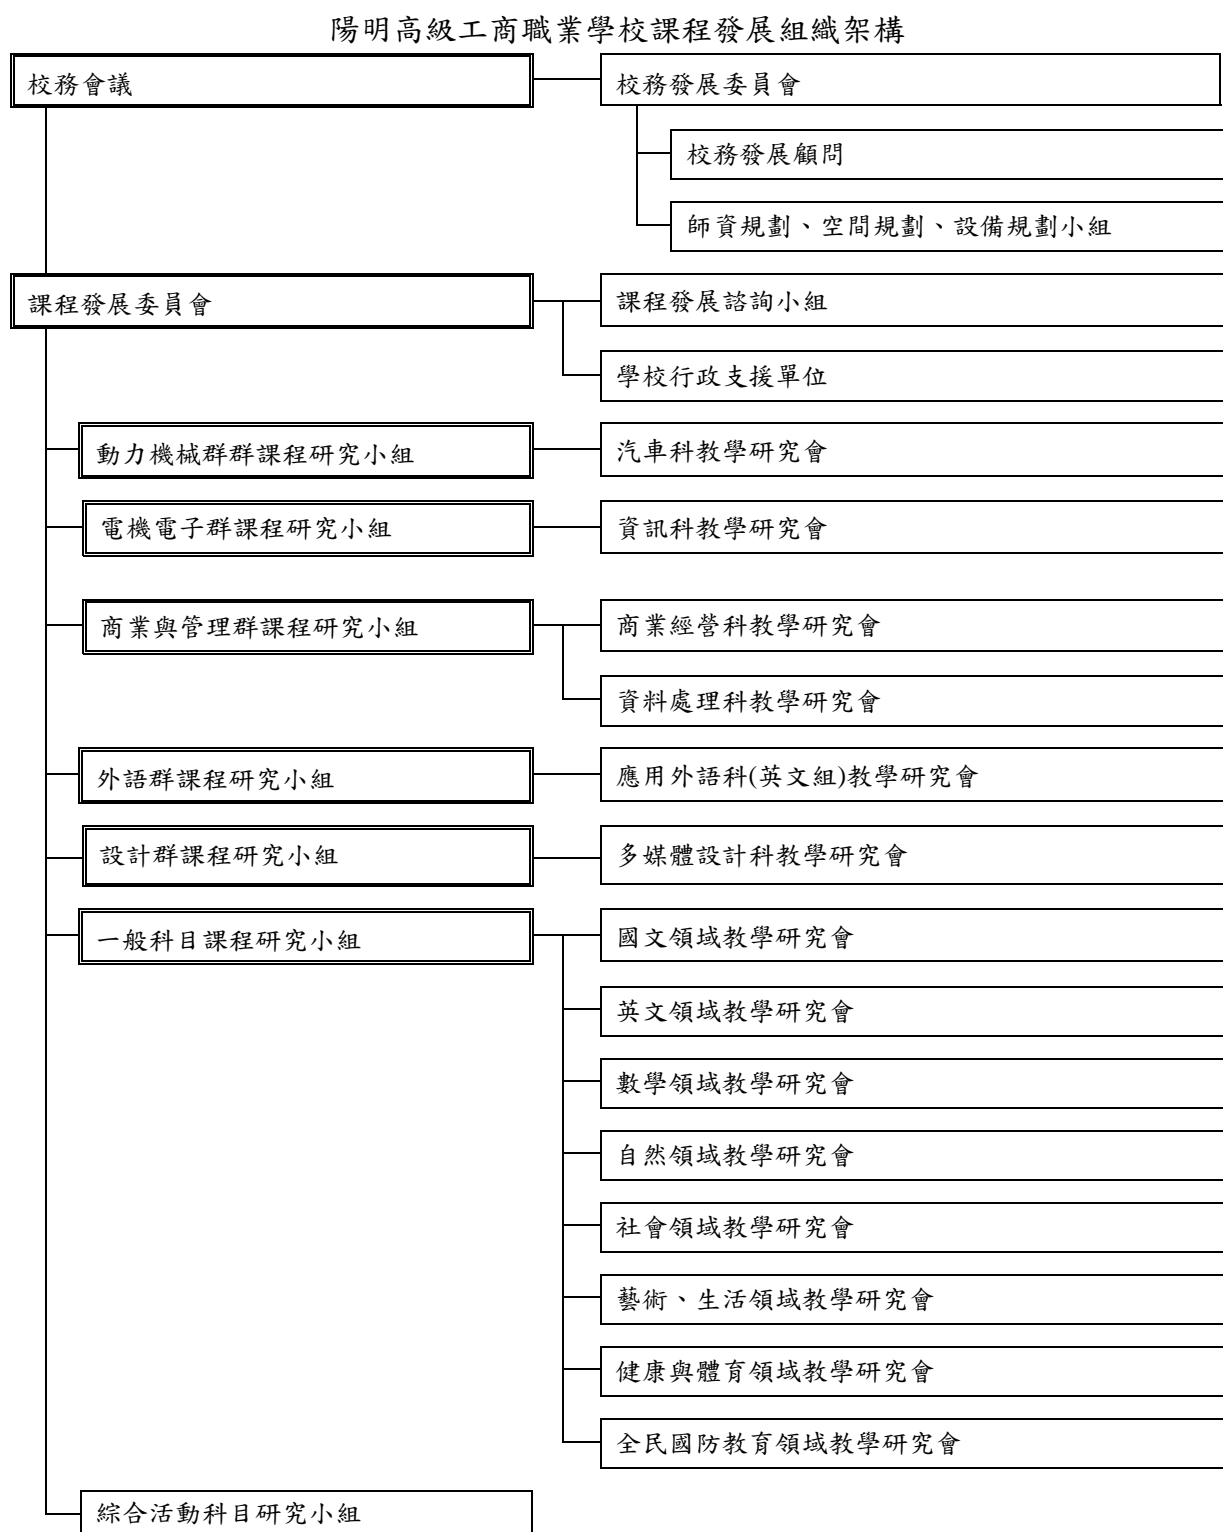 陽明高級工商職業學校課程發展組織架構
校務會議
校務發展委員會
校務發展顧問
師資規劃、空間規劃、設備規劃小組
課程發展委員會
課程發展諮詢小組
學校行政支援單位
動力機械群群課程研究小組
汽車科教學研究會
電機電子群課程研究小組
資訊科教學研究會
商業與管理群課程研究小組
商業經營科教學研究會
資料處理科教學研究會
外語群課程研究小組
應用外語科(英文組)教學研究會
設計群課程研究小組
多媒體設計科教學研究會
一般科目課程研究小組
國文領域教學研究會
英文領域教學研究會
數學領域教學研究會
自然領域教學研究會
社會領域教學研究會
藝術、生活領域教學研究會
健康與體育領域教學研究會
全民國防教育領域教學研究會
綜合活動科目研究小組